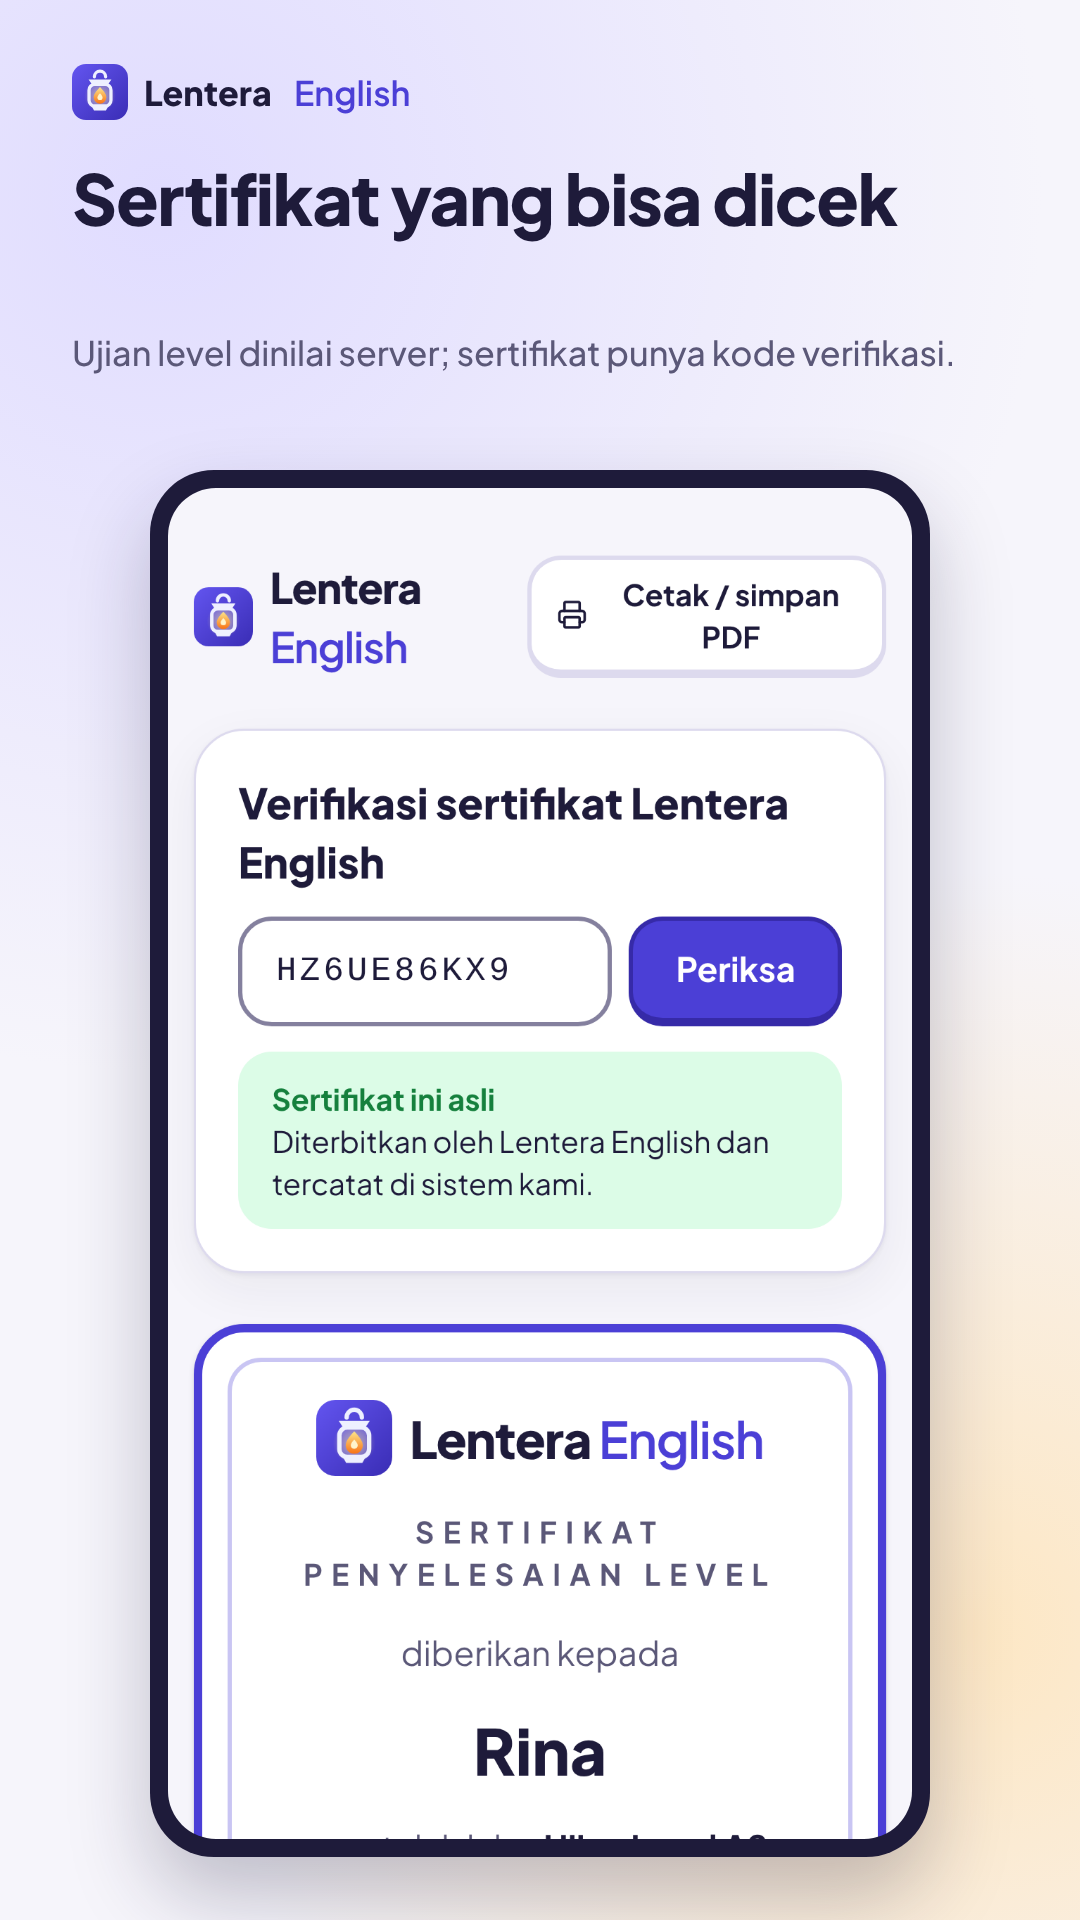 Lentera English
Sertifikat yang bisa dicek
Ujian level dinilai server; sertifikat punya kode verifikasi.
Lentera
English
Cetak / simpan
PDF
Verifikasi sertifikat Lentera
English
HZ6UE86KX9
Periksa
Sertifikat ini asli
Diterbitkan oleh Lentera English dan
tercatat di sistem kami.
Lentera English
SERTIFIKAT
PENYELESAIAN LEVEL
diberikan kepada
Rina